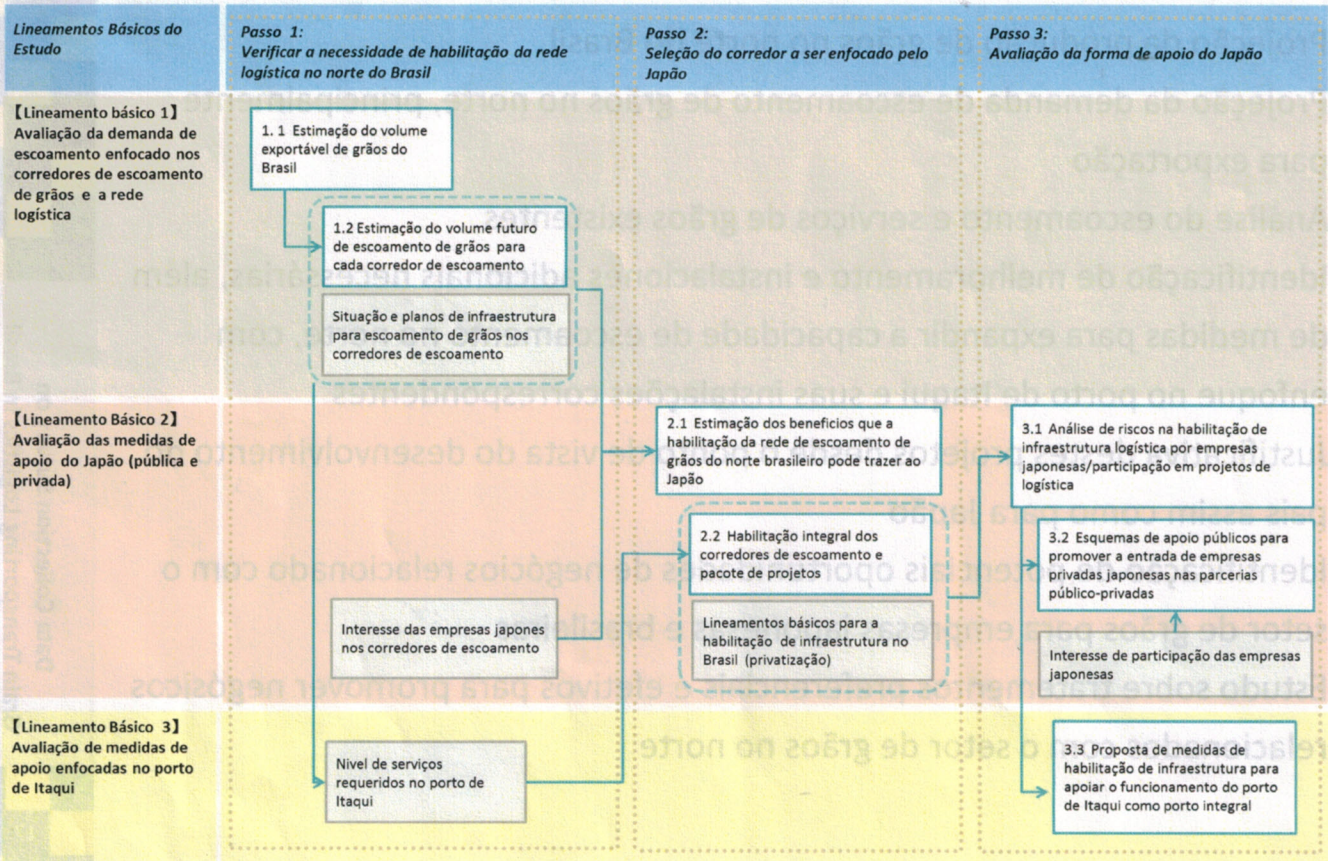 Lineamentos Básicos do
Estudo
Passo 1:
Verificar a necessidade de habilitação da rede
logística no norte do Brasil
Passo 2:
Seleção do corredor a ser enfocado pelo
Japão
Passo 3:
Avaliação da forma de apoio do Japão
【Lineamento básico 1】
Avaliação da demanda de
escoamento enfocado nos
corredores de escoamento
de grãos e a rede
logística
1. 1 Estimação do volume
exportável de grãos do
Brasil
1.2 Estimação do volume futuro
de escoamento de grãos para
cada corredor de escoamento
Situação e planos de infraestrutura
para escoamento de grãos nos
corredores de escoamento
【Lineamento Básico 2】
Avaliação das medidas de
apoio do Japão (pública e
privada)
2.1 Estimação dos beneficios que a
habilitação da rede de escoamento de
grãos do norte brasileiro pode trazer ao
Japão
3.1 Análise de riscos na habilitação de
infraestrutura logística por empresas
japonesas/participação em projetos de
logística
2.2 Habilitação integral dos
corredores de escoamento e
pacote de projetos
3.2 Esquemas de apoio públicos para
promover a entrada de empresas
privadas japonesas nas parcerias
público-privadas
Interesse das empresas japones
nos corredores de escoamento
Lineamentos básicos para a
habilitação de infraestrutura no
Brasil (privatização)
Interesse de participação das empresas
japonesas
【Lineamento Básico 3】
Avaliação de medidas de
apoio enfocadas no porto
de Itaqui
Nivel de serviços
requeridos no porto de
Itaqui
3.3 Proposta de medidas de
habilitação de infraestrutura para
apoiar o funcionamento do porto
de Itaqui como porto integral